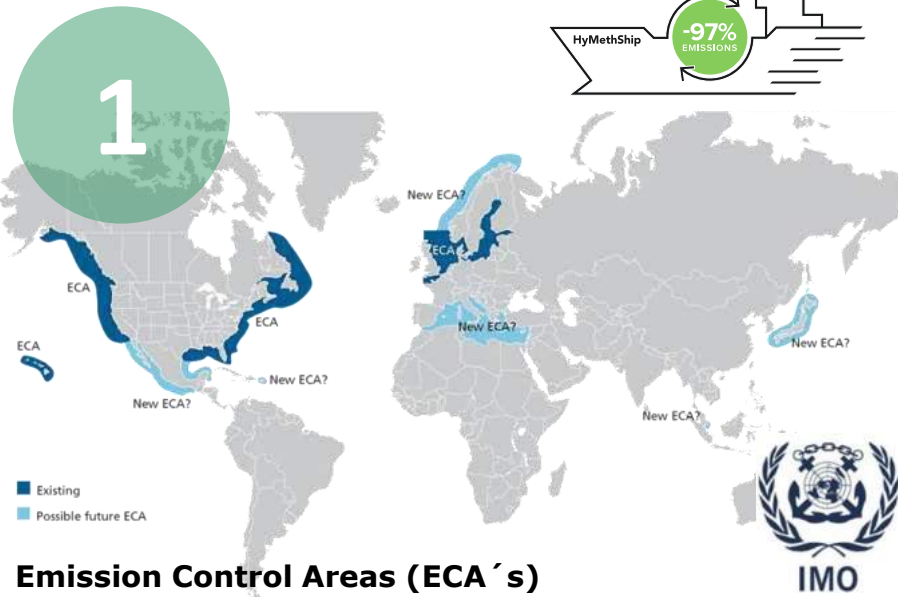 HyMethShip
-97%
EMISSIONS
1
New ECA?
ECA
ECA
ECA
ECA
New ECA?
New ECA?
New ECA?
New ECA?
New ECA?
Existing
Possible future ECA
Emission Control Areas (ECA´s)
IMO